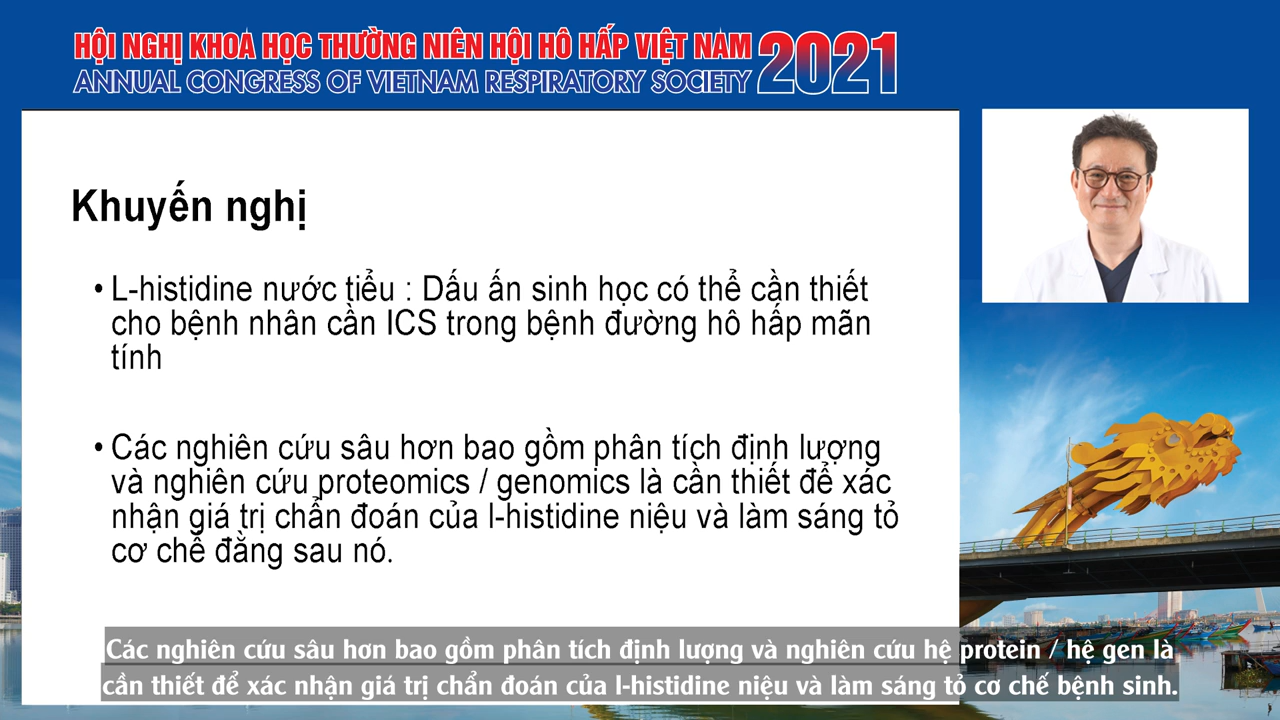 HỘI NGHỊ KHOA HỌC THƯỜNG NIÊN HỘI HÔ HẤP VIỆT NAM 2021
ANNUAL CONGRESS OF VIETNAM RESPIRATORY SOCIETY
Khuyến nghị
• L-histidine nước tiểu : Dấu ấn sinh học có thể cần thiết
cho bệnh nhân cần ICS trong bệnh đường hô hấp mãn
tính
• Các nghiên cứu sâu hơn bao gồm phân tích định lượng
và nghiên cứu proteomics / genomics là cần thiết để xác
nhận giá trị chẩn đoán của l-histidine niệu và làm sáng tỏ
cơ chế đằng sau nó.
Các nghiên cứu sâu hơn bao gồm phân tích định lượng và nghiên cứu hệ protein / hệ gen là
cần thiết để xác nhận giá trị chẩn đoán của l-histidine niệu và làm sáng tỏ cơ chế bệnh sinh.